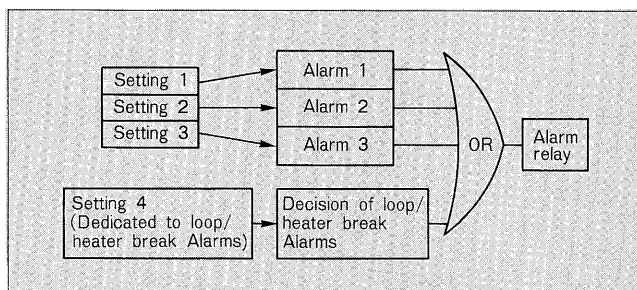 Setting 1
Setting 2
Setting 3
Alarm 1
Alarm 2
Alarm 3
OR
Alarm
relay
Setting 4
(Dedicated to loop/
heater break Alarms)
Decision of loop/
heater break
Alarms